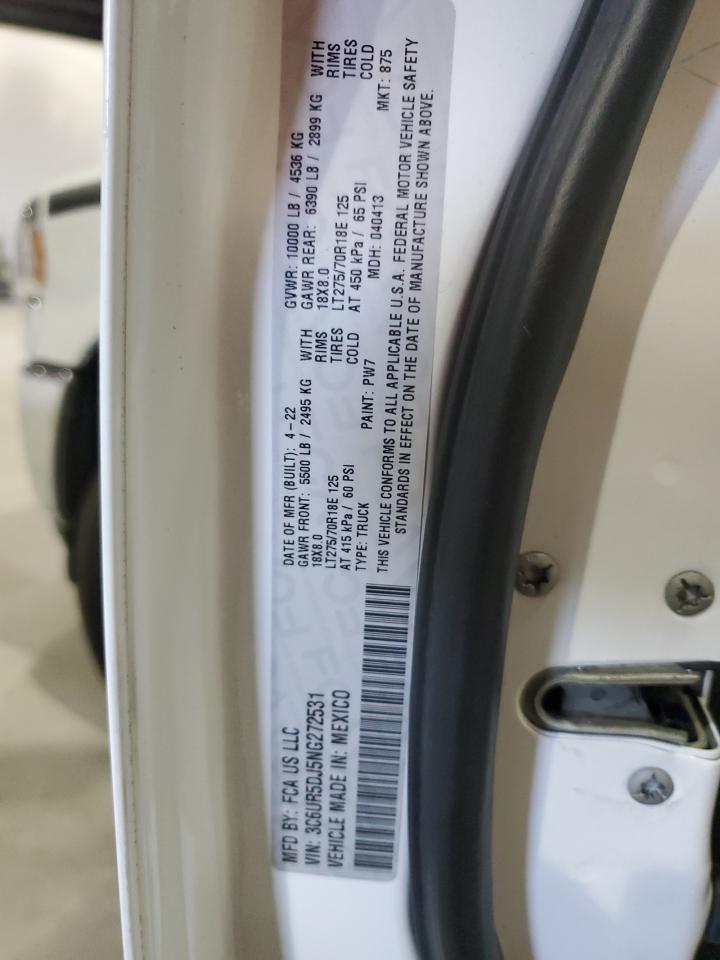 MFD BY: FCA US LLC
DATE OF MFR (BUILT): 4-22
GVWR: 10000 LB / 4536 KG
GAWR FRONT: 5500 LB / 2495 KG WITH
GAWR REAR: 6390 LB / 2899 KG WITH
18X8.0 RIMS
18X8.0 RIMS
LT275/70R18E 125 TIRES
LT275/70R18E 125 TIRES
AT 415 kPa / 60 PSI COLD
AT 450 kPa / 65 PSI COLD
VIN: 3C6UR5DJ5NG272531
TYPE: TRUCK
PAINT: PW7
MDH: 040413
MKT: 875
VEHICLE MADE IN: MEXICO
THIS VEHICLE CONFORMS TO ALL APPLICABLE U.S.A. FEDERAL MOTOR VEHICLE SAFETY
STANDARDS IN EFFECT ON THE DATE OF MANUFACTURE SHOWN ABOVE.